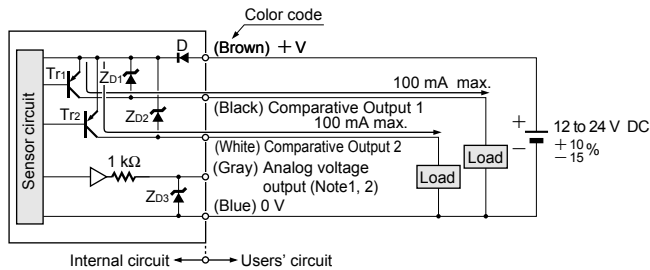 Color code
D
(Brown) + V
Tr1
ZD1
100 mA max.
(Black) Comparative Output 1
Tr2
ZD2
100 mA max.
(White) Comparative Output 2
Sensor circuit
1 kΩ
(Gray) Analog voltage
output (Note1, 2)
ZD3
(Blue) 0 V
Load
Load
+
−
12 to 24 V DC
+ 10
− 15 %
Internal circuit
Users' circuit